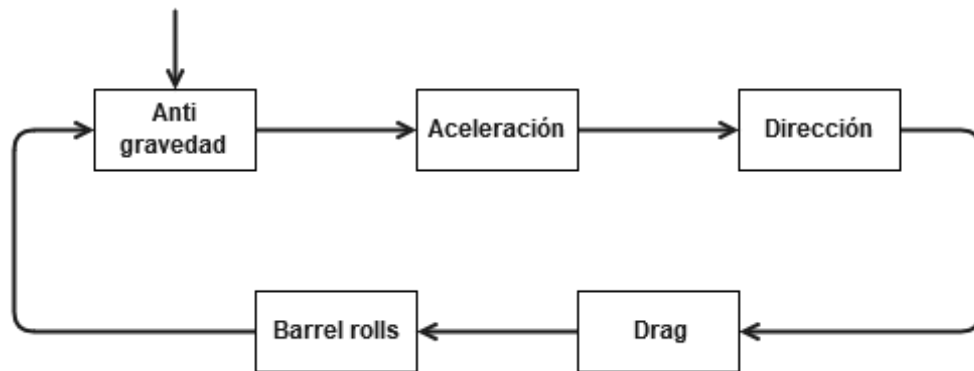 Anti
gravedad
Aceleración
Dirección
Barrel rolls
Drag